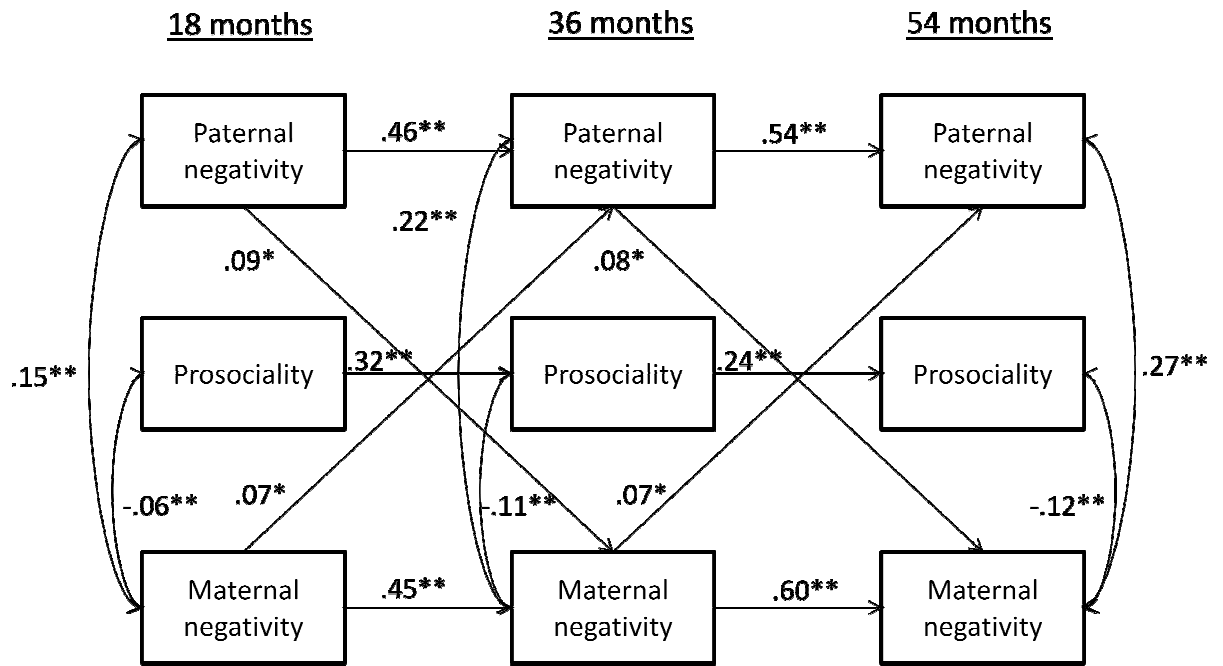 18 months
36 months
54 months
Paternal
negativity
.46**
Paternal
negativity
.54**
Paternal
negativity
.22**
.09*
.08*
.15**
Prosociality
.32**
Prosociality
.24**
Prosociality
.27**
-.06**
.07*
-.11**
.07*
-.12**
Maternal
negativity
.45**
Maternal
negativity
.60**
Maternal
negativity